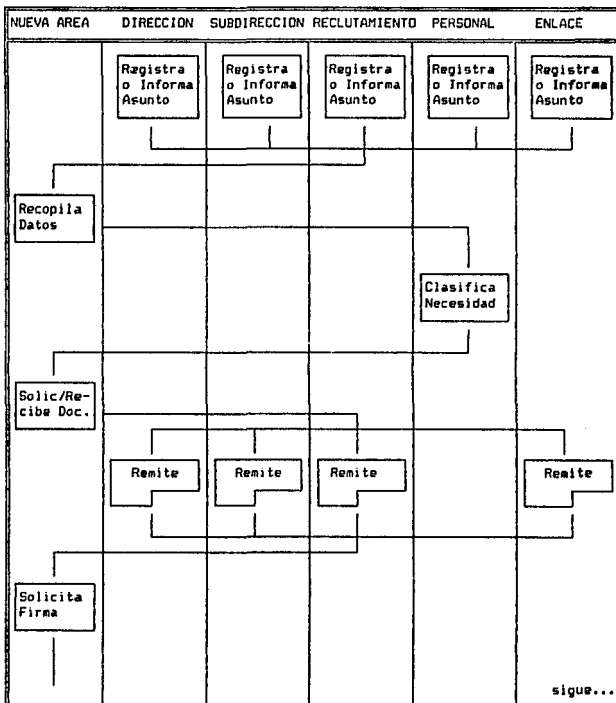 NUEVA AREA DIRECCION SUBDIRECCION RECLUTAMIENTO PERSONAL ENLACE
Registra
o Informa
Asunto
Registra
o Informa
Asunto
Registra
o Informa
Asunto
Registra
o Informa
Asunto
Registra
o Informa
Asunto
Recopila
Datos
Clasifica
Necesidad
Solic/Re-
cibe Doc.
Remite
Remite
Remite
Remite
Solicita
Firma
sigue...